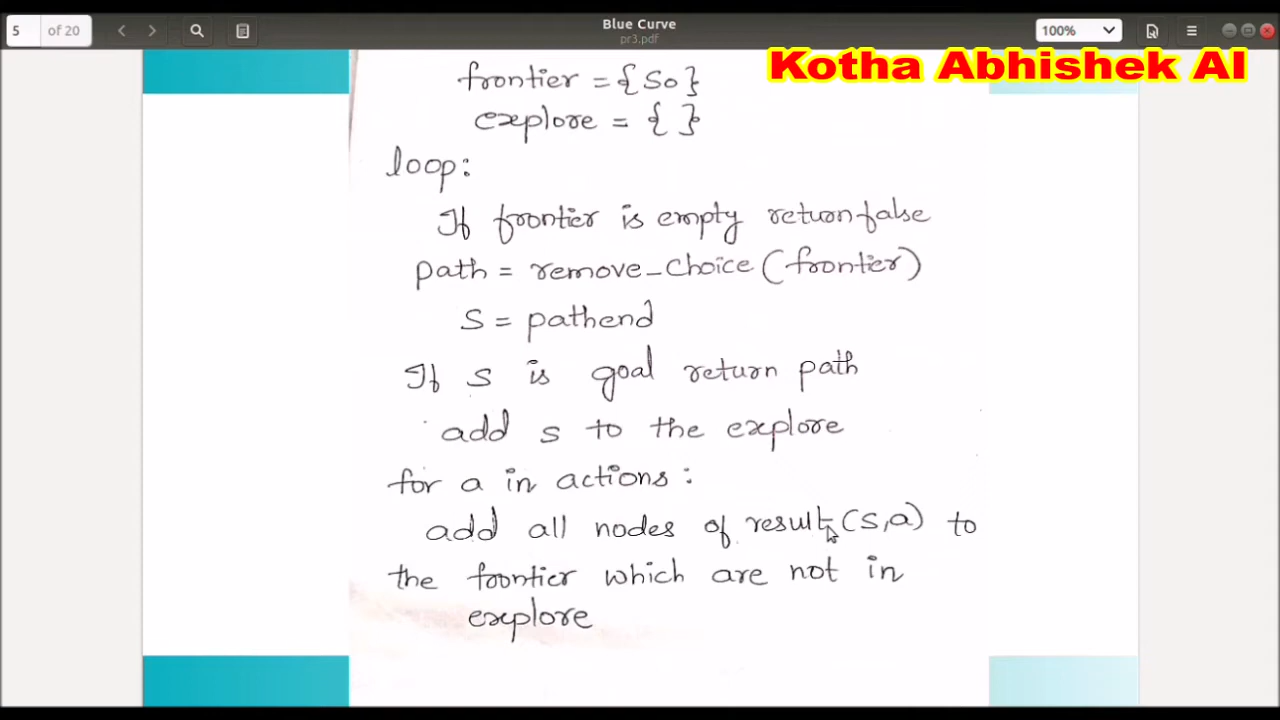 5 of 20
Blue Curve
pr3.pdf
100%
Kotha Abhishek AI
frontier = {So}
explore = { }
loop:
If frontier is empty return false
path = remove_choice (frontier)
S = pathend
If S is goal return path
add s to the explore
for a in actions :
add all nodes of result (S,a) to
the frontier which are not in
explore